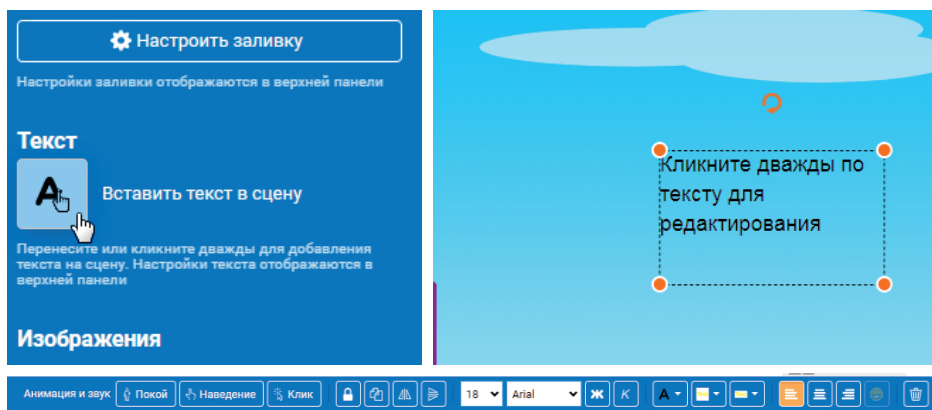 Настроить заливку
Настройки заливки отображаются в верхней панели
Текст
A
Вставить текст в сцену
Перенесите или кликните дважды для добавления
текста на сцену. Настройки текста отображаются в
верхней панели
Изображения
Кликните дважды по
тексту для
редактирования
Анимация и звук Покой Наведение Клик 18 Arial Ж К A